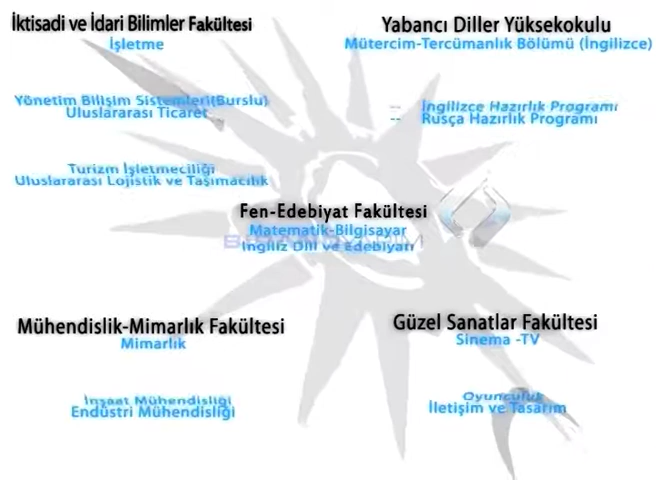 İktisadi ve İdari Bilimler Fakültesi
İşletme
Yönetim Bilişim Sistemleri(Burslu)
Uluslararası Ticaret
Turizm İşletmeciliği
Uluslararası Lojistik ve Taşımacılık
Yabancı Diller Yüksekokulu
Mütercim-Tercümanlık Bölümü (İngilizce)
-- İngilizce Hazırlık Programı
-- Rusça Hazırlık Programı
Fen-Edebiyat Fakültesi
Matematik-Bilgisayar
İngiliz Dili ve Edebiyatı
Mühendislik-Mimarlık Fakültesi
Mimarlık
İnşaat Mühendisliği
Endüstri Mühendisliği
Güzel Sanatlar Fakültesi
Sinema -TV
Oyunculuk
İletişim ve Tasarım